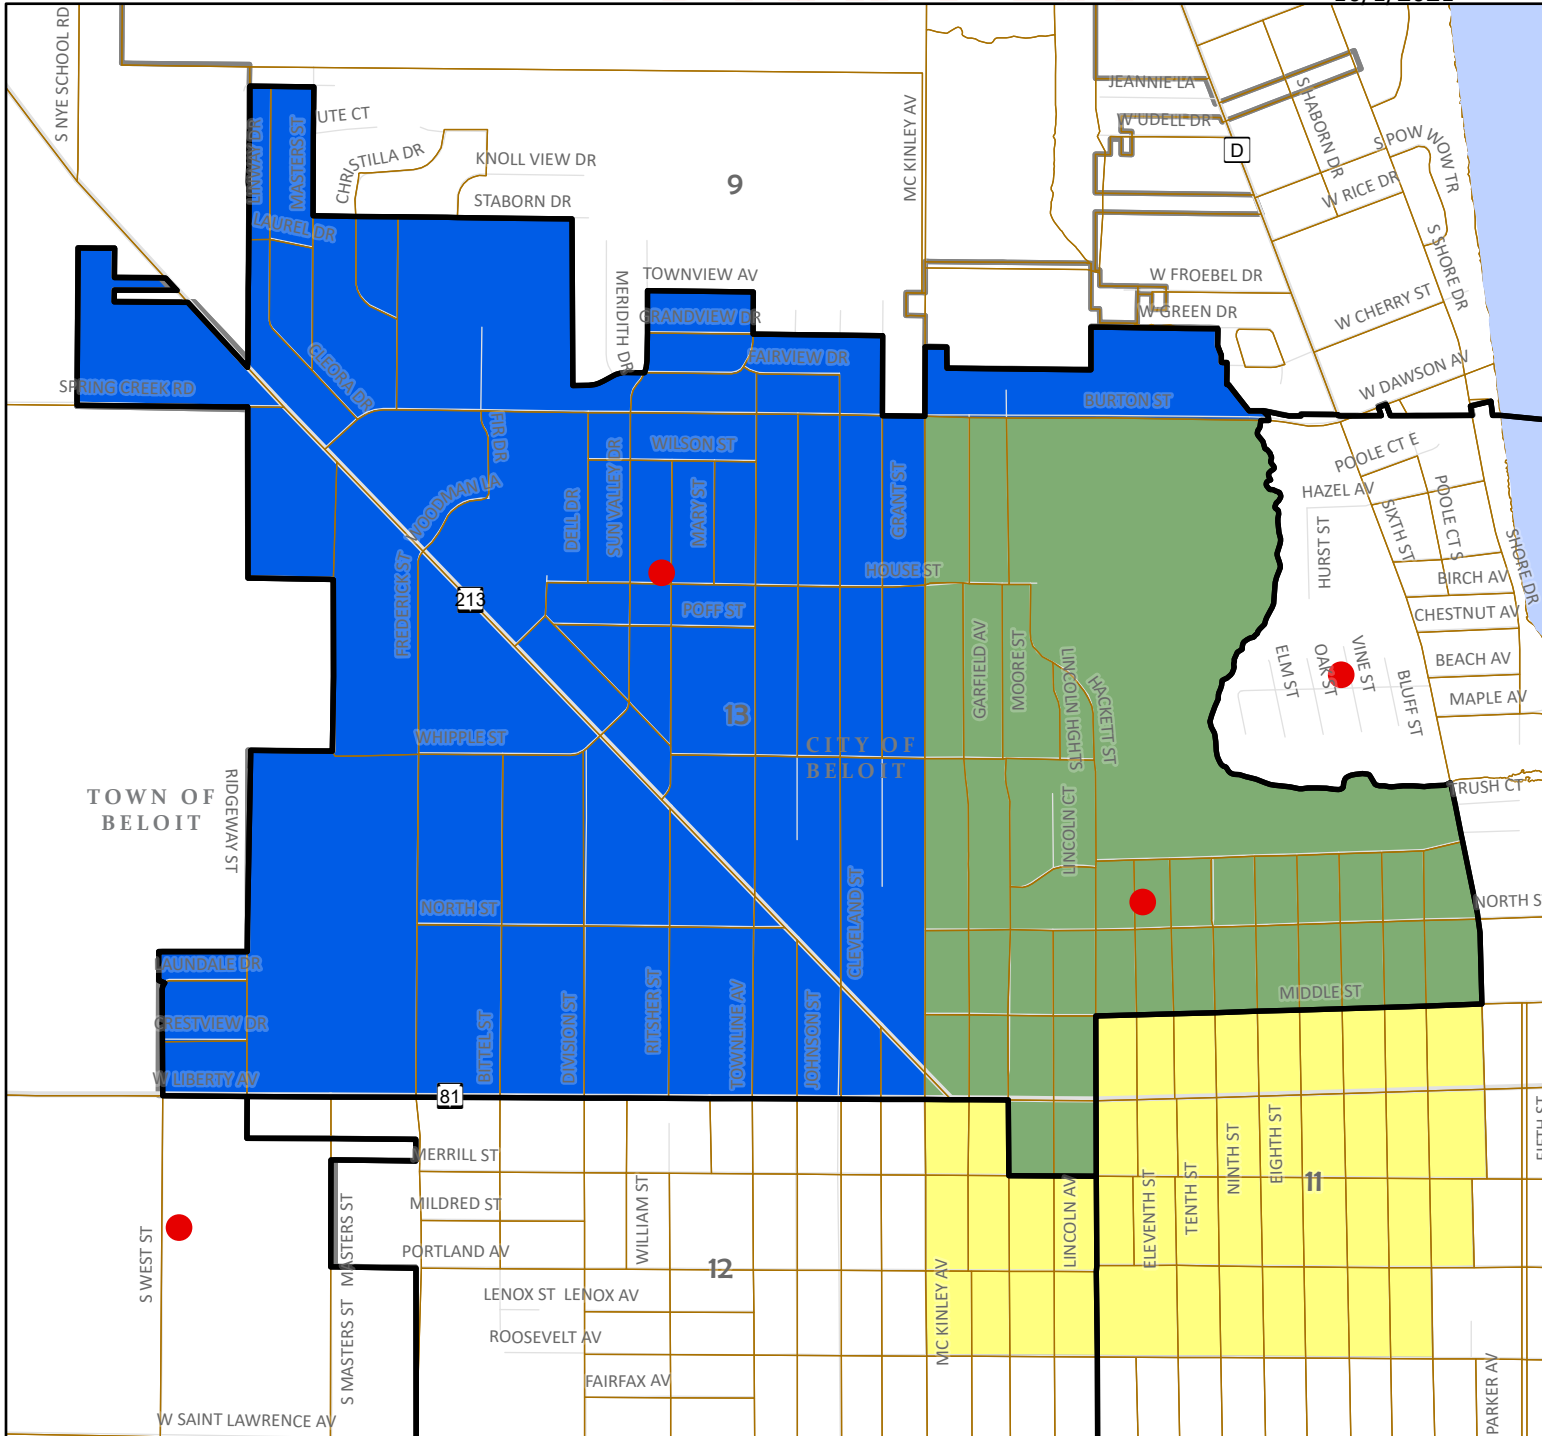 S NYE SCHOOL RD
UTE CT
LINWAY DR
MASTERS ST
CHRISTILLA DR
KNOLL VIEW DR
STABORN DR
LAUREL DR
9
MC KINLEY AV
JEANNIE LA
W UDELL DR
D
S HABORN DR
S POW WOW TR
W RICE DR
S SHORE DR
MERIDITH DR
TOWNVIEW AV
GRANDVIEW DR
FAIRVIEW DR
W FROEBEL DR
W GREEN DR
W CHERRY ST
W DAWSON AV
SPRING CREEK RD
CLEORA DR
BURTON ST
FIR DR
WILSON ST
SUN VALLEY DR
DELL DR
MARY ST
GRANT ST
WOODMAN LA
POOLE CT E
HAZEL AV
SIXTH ST
POOLE CT S
SHORE DR
HURST ST
FREDERICK ST
213
HOUSE ST
POFF ST
BIRCH AV
CHESTNUT AV
BEACH AV
MAPLE AV
ELM ST
OAK ST
VINE ST
BLUFF ST
GARFIELD AV
MOORE ST
LINCOLN HGHTS
HACKETT ST
13
WHIPPLE ST
CITY OF
BELOIT
TOWN OF
BELOIT
RIDGEWAY ST
LINCOLN CT
TRUSH CT
NORTH ST
CLEVELAND ST
NORTH S
LAUNDALE DR
CRESTVIEW DR
W LIBERTY AV
BITTEL ST
DIVISION ST
RITSHER ST
TOWNLINE AV
JOHNSON ST
MIDDLE ST
81
MERRILL ST
MILDRED ST
PORTLAND AV
WILLIAM ST
12
LENOX ST LENOX AV
ROOSEVELT AV
FAIRFAX AV
S WEST ST
MASTERS ST
S MASTERS ST
W SAINT LAWRENCE AV
MC KINLEY AV
LINCOLN AV
ELEVENTH ST
TENTH ST
NINTH ST
EIGHTH ST
11
FIFTH ST
PARKER AV